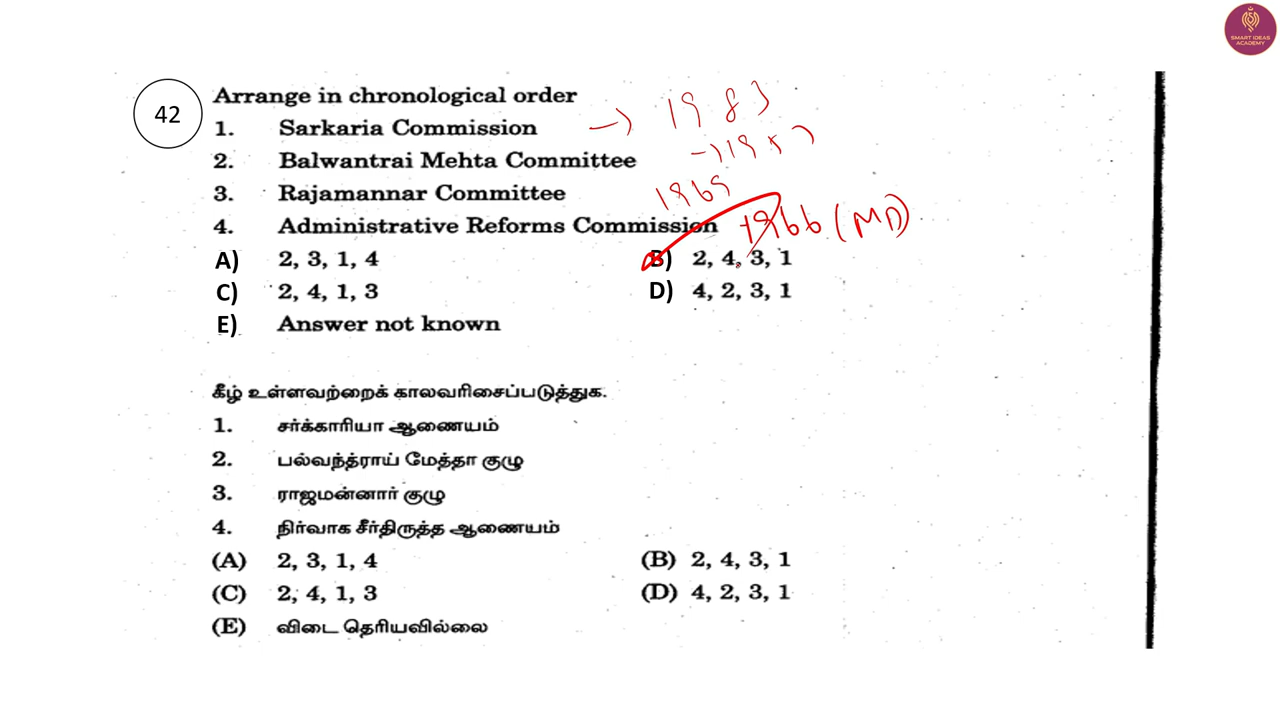 SMART IDEAS
ACADEMY
42
Arrange in chronological order
1. Sarkaria Commission → 1983
2. Balwantrai Mehta Committee → 1957
3. Rajamannar Committee 1969
4. Administrative Reforms Commission 1966 (MD)
A) 2, 3, 1, 4 B) 2, 4, 3, 1
C) 2, 4, 1, 3 D) 4, 2, 3, 1
E) Answer not known
கீழ் உள்ளவற்றைக் காலவரிசைப்படுத்துக.
1. சர்க்காரியா ஆணையம்
2. பல்வந்த்ராய் மேத்தா குழு
3. ராஜமன்னார் குழு
4. நிர்வாக சீர்திருத்த ஆணையம்
(A) 2, 3, 1, 4 (B) 2, 4, 3, 1
(C) 2, 4, 1, 3 (D) 4, 2, 3, 1
(E) விடை தெரியவில்லை